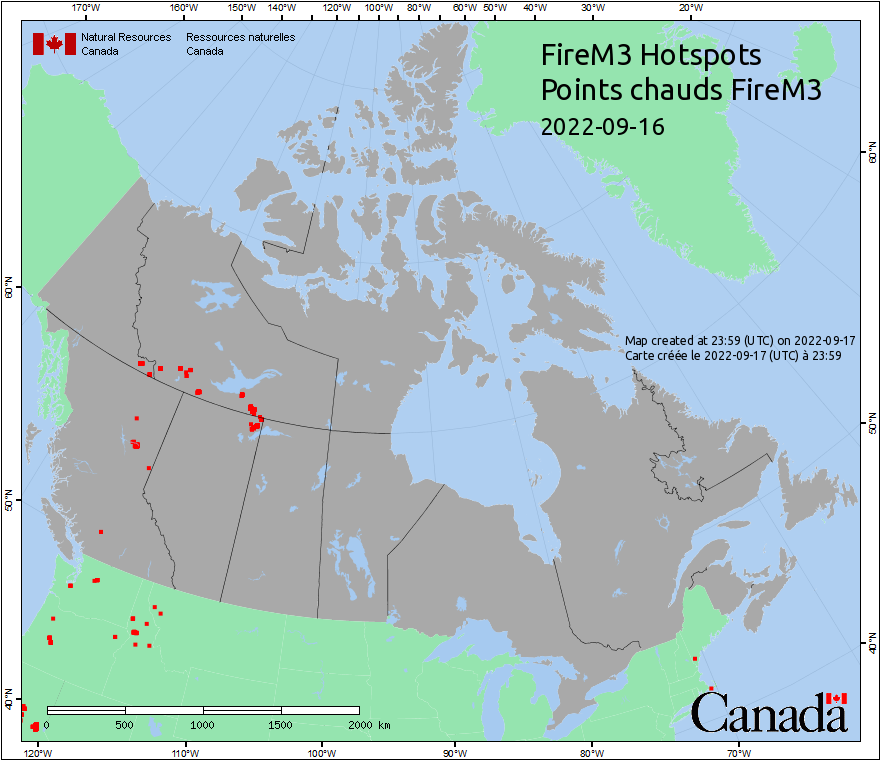 170°W 160°W 150°W 140°W 120°W 100°W 80°W 60°W 50°W 40°W 30°W 20°W
Natural Resources Ressources naturelles
Canada Canada
FireM3 Hotspots
Points chauds FireM3
2022-09-16
60°N
60°N
Map created at 23:59 (UTC) on 2022-09-17
Carte créée le 2022-09-17 (UTC) à 23:59
50°N
50°N
40°N
40°N
Canada
0 500 1000 1500 2000 km
120°W 110°W 100°W 90°W 80°W 70°W